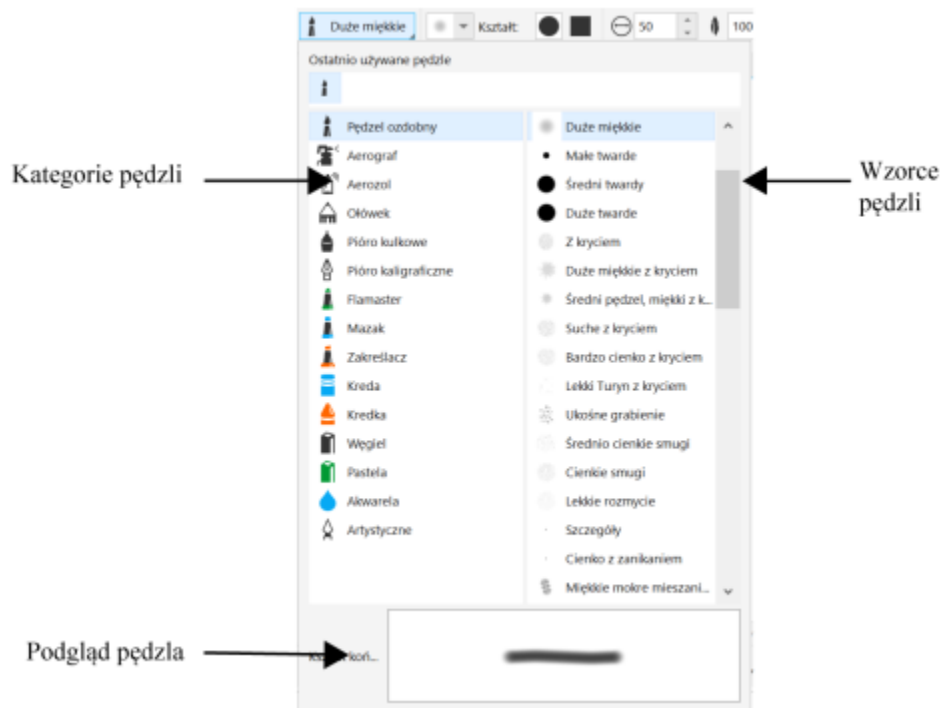 Duże miękkie Kształt: 50 100
Ostatnio używane pędzle
Pędzel ozdobny
Aerograf
Aerozol
Ołówek
Pióro kulkowe
Pióro kaligraficzne
Flamaster
Mazak
Zakreślacz
Kreda
Kredka
Węgiel
Pastela
Akwarela
Artystyczne
Duże miękkie
Małe twarde
Średni twardy
Duże twarde
Z kryciem
Duże miękkie z kryciem
Średni pędzel, miękki z k...
Suche z kryciem
Bardzo cienko z kryciem
Lekki Turyn z kryciem
Ukośne grabienie
Średnio cienkie smugi
Cienkie smugi
Lekkie rozmycie
Szczegóły
Cienko z zanikaniem
Miękkie mokre mieszani...
Kategorie pędzli
Wzorce
pędzli
Podgląd pędzla
koń...